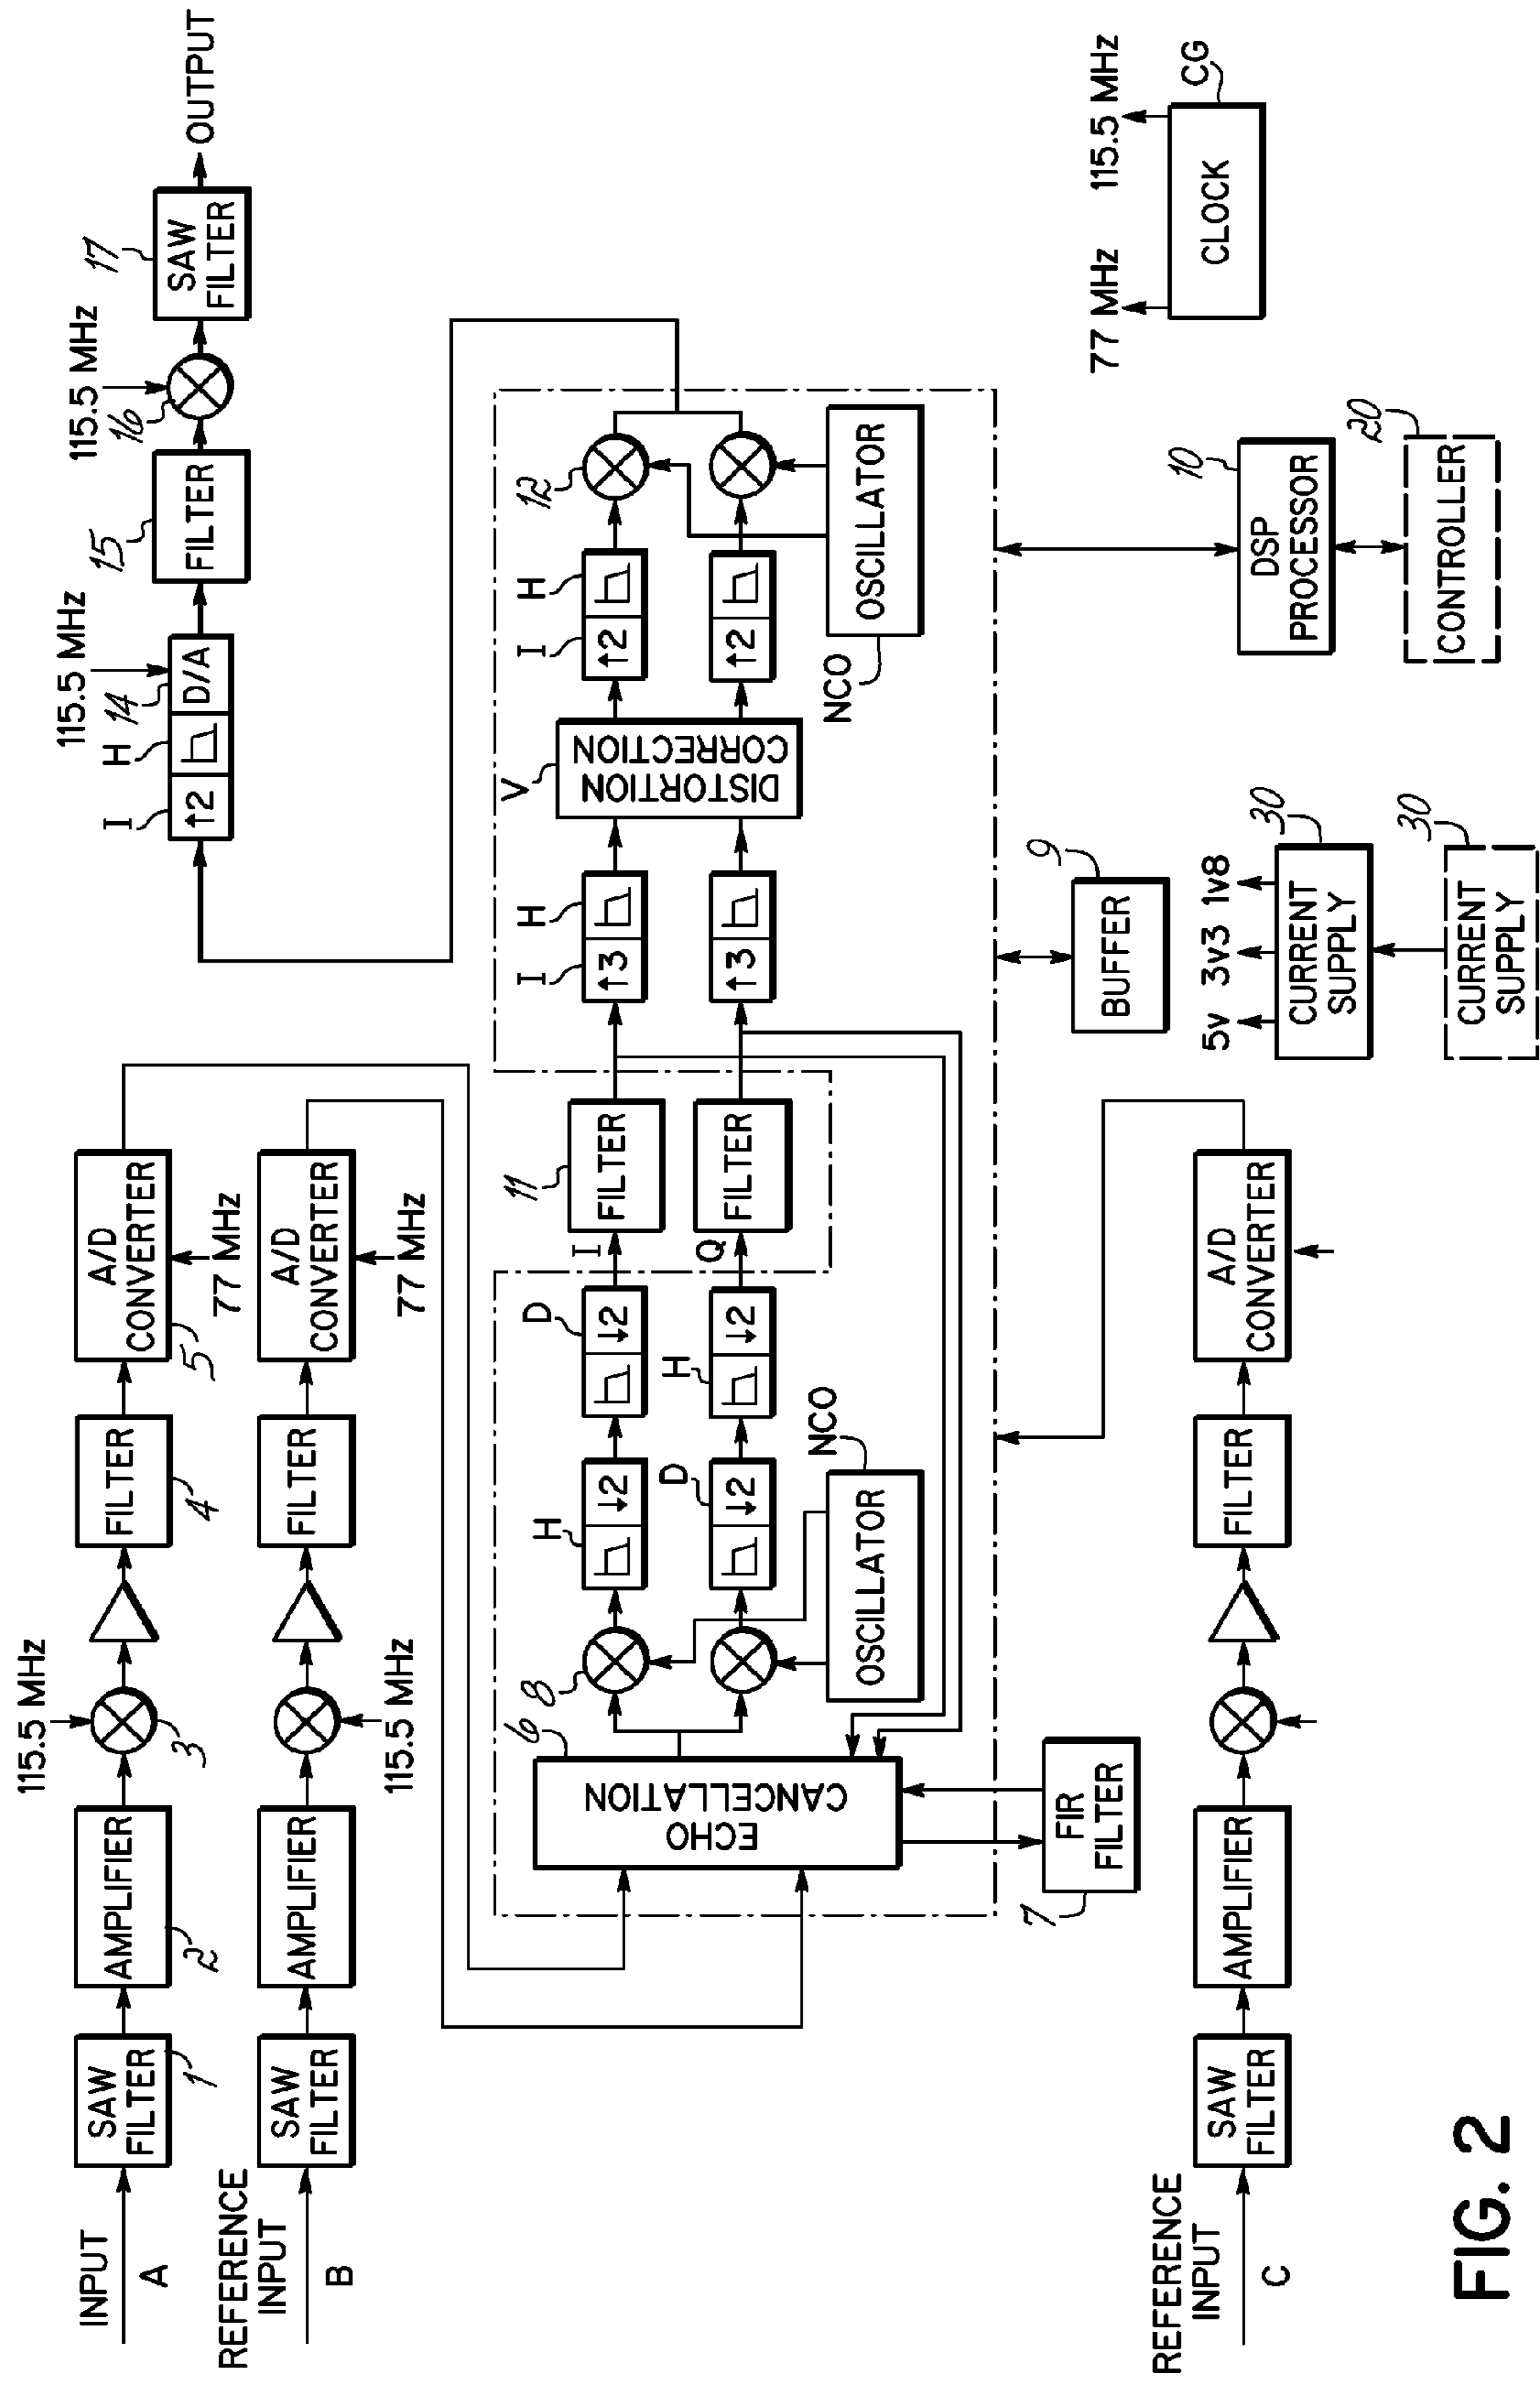 INPUT
A
SAW
FILTER
1
AMPLIFIER
2
115.5 MHz
3
FILTER
4
A/D
CONVERTER
5
77 MHz
REFERENCE
INPUT
B
SAW
FILTER
AMPLIFIER
115.5 MHz
FILTER
A/D
CONVERTER
77 MHz
I
↑2
H
14
D/A
115.5 MHz
15
FILTER
16
115.5 MHz
17
SAW
FILTER
OUTPUT
6
ECHO
CANCELLATION
7
FIR
FILTER
8
H
↓2
D
↓2
I
11
FILTER
D
↓2
H
↓2
Q
FILTER
NCO
OSCILLATOR
I
↑3
H
↑3
V
DISTORTION
CORRECTION
I
↑2
H
↑2
12
NCO
OSCILLATOR
9
BUFFER
10
DSP
PROCESSOR
20
CONTROLLER
77 MHz
115.5 MHz
CG
CLOCK
5v
3v3
1v8
30
CURRENT
SUPPLY
30
CURRENT
SUPPLY
REFERENCE
INPUT
C
SAW
FILTER
AMPLIFIER
FILTER
A/D
CONVERTER
FIG. 2